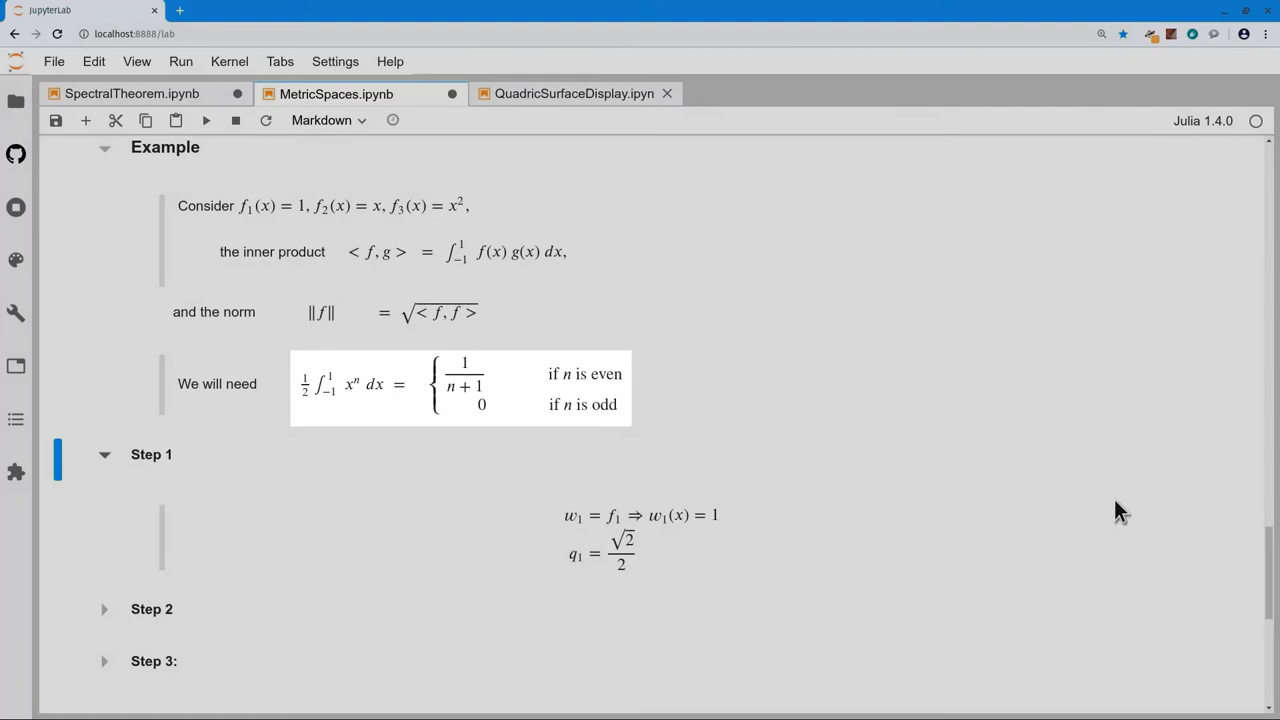 JupyterLab
localhost:8888/lab
File Edit View Run Kernel Tabs Settings Help
SpectralTheorem.ipynb MetricSpaces.ipynb QuadricSurfaceDisplay.ipyn
Markdown Julia 1.4.0
Example
Consider f₁(x) = 1, f₂(x) = x, f₃(x) = x²,
the inner product < f, g > = ∫₋₁¹ f(x) g(x) dx,
and the norm ‖f‖ = √< f, f >
We will need ½ ∫₋₁¹ xⁿ dx = { 1/(n + 1) if n is even
0 if n is odd
Step 1
w₁ = f₁ ⇒ w₁(x) = 1
q₁ = √2/2
Step 2
Step 3: